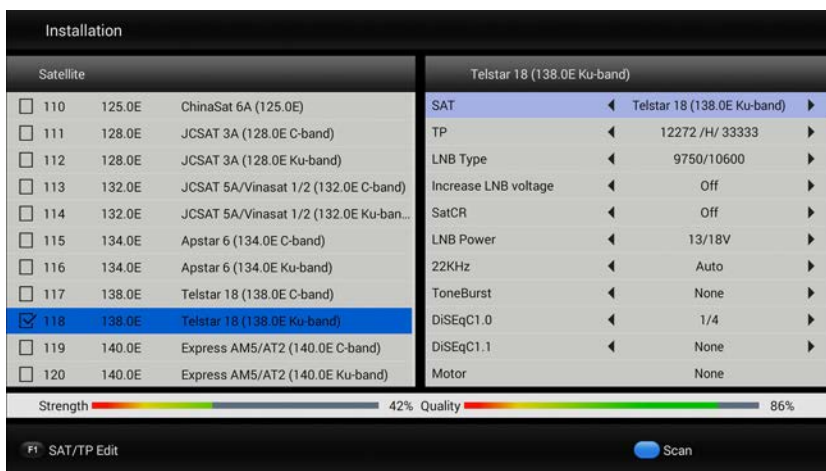 Installation
Satellite
110 125.0E ChinaSat 6A (125.0E)
111 128.0E JCSAT 3A (128.0E C-band)
112 128.0E JCSAT 3A (128.0E Ku-band)
113 132.0E JCSAT 5A/Vinasat 1/2 (132.0E C-band)
114 132.0E JCSAT 5A/Vinasat 1/2 (132.0E Ku-ban...
115 134.0E Apstar 6 (134.0E C-band)
116 134.0E Apstar 6 (134.0E Ku-band)
117 138.0E Telstar 18 (138.0E C-band)
118 138.0E Telstar 18 (138.0E Ku-band)
119 140.0E Express AM5/AT2 (140.0E C-band)
120 140.0E Express AM5/AT2 (140.0E Ku-band)
Telstar 18 (138.0E Ku-band)
SAT Telstar 18 (138.0E Ku-band)
TP 12272 /H/ 33333
LNB Type 9750/10600
Increase LNB voltage Off
SatCR Off
LNB Power 13/18V
22KHz Auto
ToneBurst None
DiSEqC1.0 1/4
DiSEqC1.1 None
Motor None
Strength 42% Quality 86%
F1 SAT/TP Edit Scan